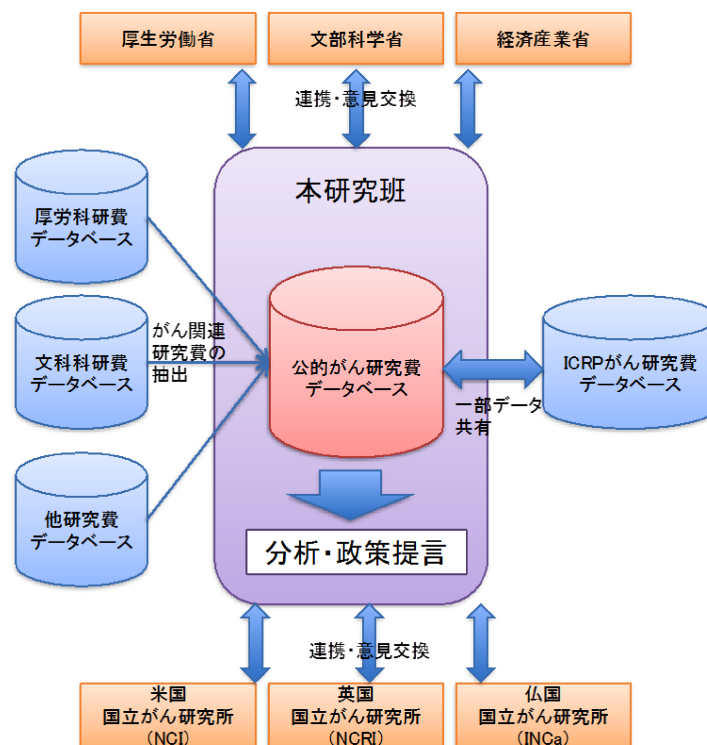 厚生労働省
文部科学省
経済産業省
連携・意見交換
本研究班
厚労科研費
データベース
文科科研費
データベース
他研究費
データベース
がん関連
研究費の
抽出
公的がん研究費
データベース
ICRPがん研究費
データベース
一部データ
共有
分析・政策提言
連携・意見交換
米国
国立がん研究所
(NCI)
英国
国立がん研究所
(NCRI)
仏国
国立がん研究所
(INCa)